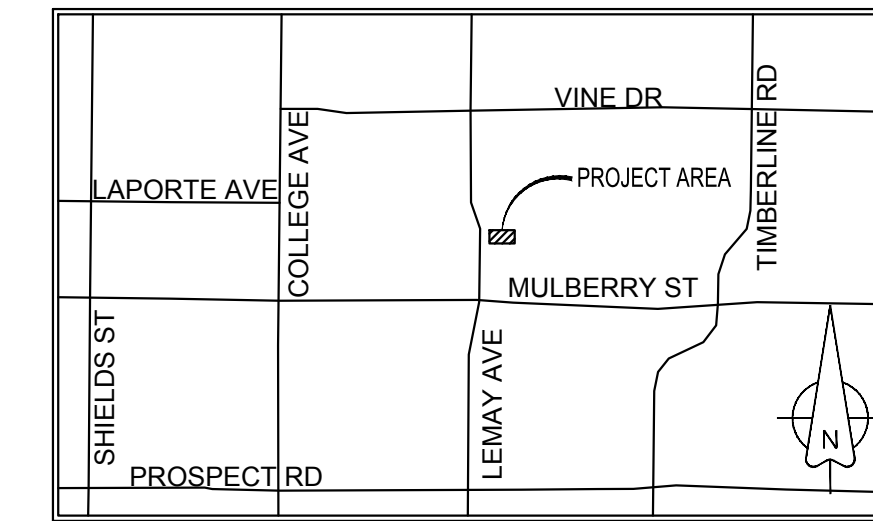 VINE DR
TIMBERLINE RD
COLLEGE AVE
LAPORTE AVE
PROJECT AREA
MULBERRY ST
SHIELDS ST
LEMAY AVE
N
PROSPECT RD